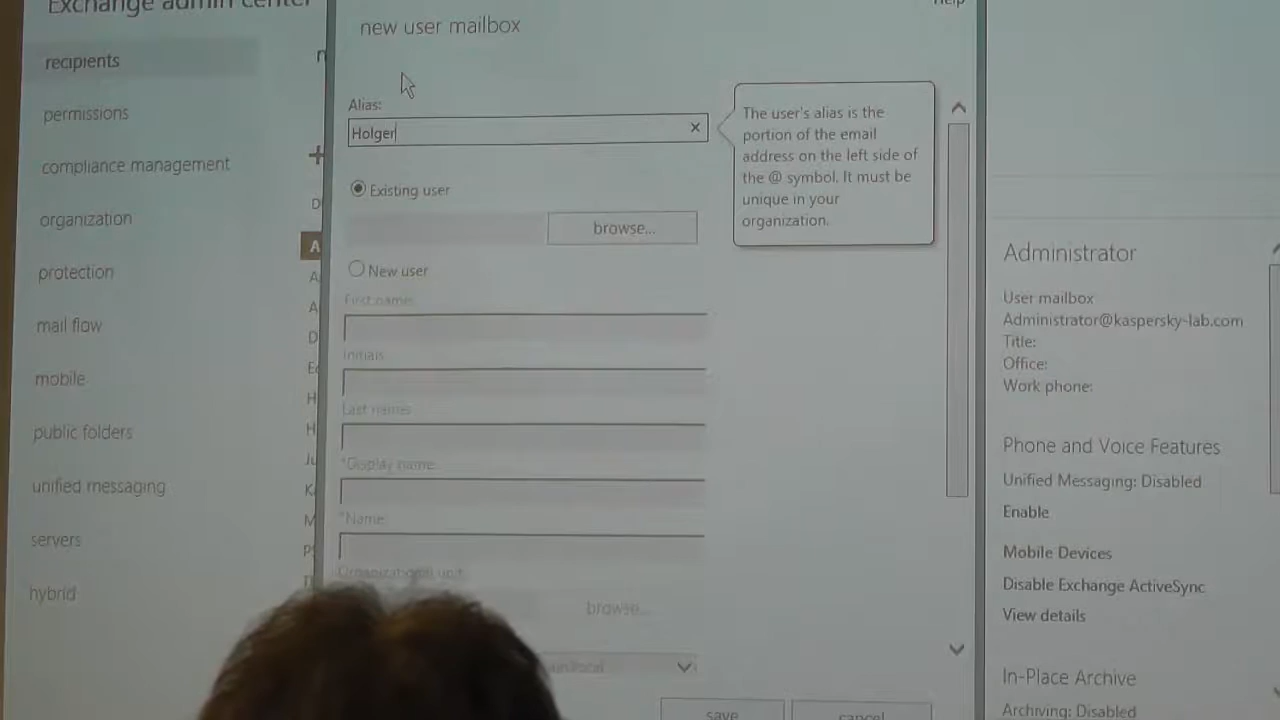 Exchange admin center
Help
recipients
permissions
compliance management
organization
protection
mail flow
mobile
public folders
unified messaging
servers
hybrid
new user mailbox
Alias:
Holger
Existing user
browse...
New user
First name:
Initials:
Last name:
*Display name:
*Name:
Organizational unit:
browse...
save
cancel
The user's alias is the
portion of the email
address on the left side of
the @ symbol. It must be
unique in your
organization.
Administrator
User mailbox
Administrator@kaspersky-lab.com
Title:
Office:
Work phone:
Phone and Voice Features
Unified Messaging: Disabled
Enable
Mobile Devices
Disable Exchange ActiveSync
View details
In-Place Archive
Archiving: Disabled